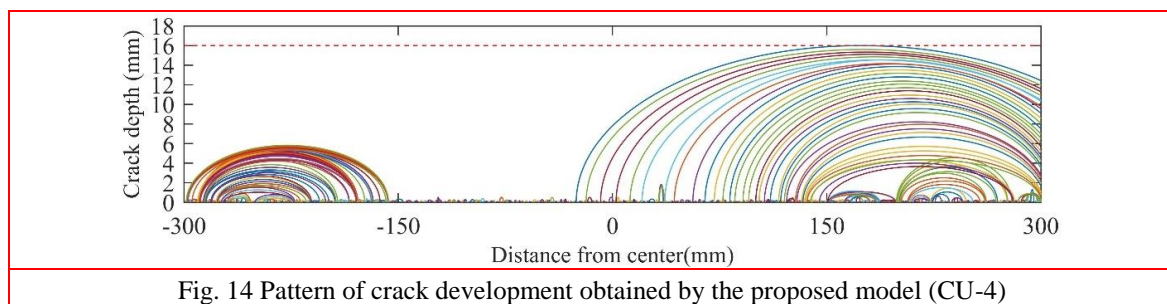 18
16
14
12
10
8
6
4
2
0
Crack depth (mm)
-300 -150 0 150 300
Distance from center(mm)
Fig. 14 Pattern of crack development obtained by the proposed model (CU-4)